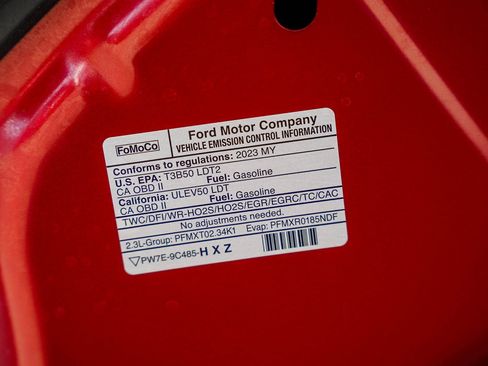 FoMoCo
Ford Motor Company
VEHICLE EMISSION CONTROL INFORMATION
Conforms to regulations: 2023 MY
U.S. EPA: T3B50 LDT2 Fuel: Gasoline
CA OBD II
California: ULEV50 LDT Fuel: Gasoline
CA OBD II
TWC/DFI/WR-HO2S/HO2S/EGR/EGRC/TC/CAC
No adjustments needed.
2.3L-Group: PFMXT02.34K1 Evap: PFMXR0185NDF
▽PW7E-9C485-HXZ